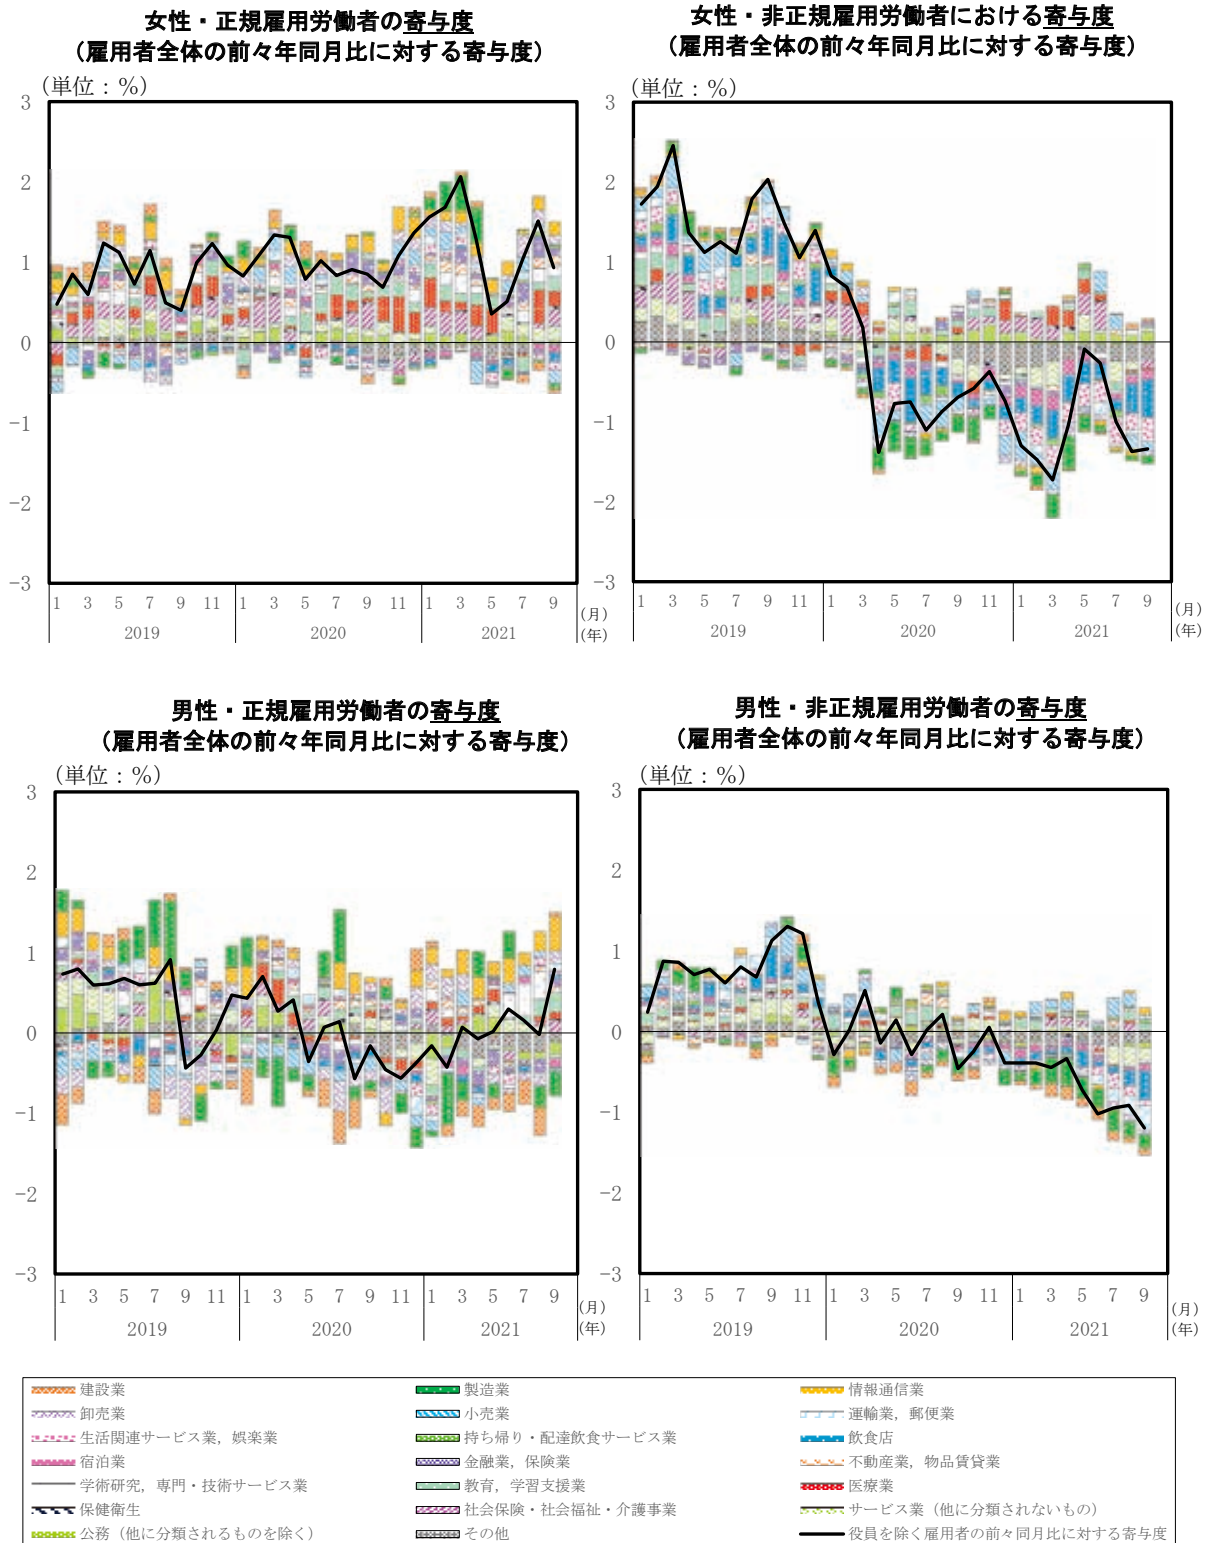 女性・正規雇用労働者の寄与度
（雇用者全体の前々年同月比に対する寄与度）
（単位：％）
3
2
1
0
−1
−2
−3
1 3 5 7 9 11 1 3 5 7 9 11 1 3 5 7 9
（月）
2019 2020 2021
（年）
女性・非正規雇用労働者における寄与度
（雇用者全体の前々年同月比に対する寄与度）
（単位：％）
3
2
1
0
−1
−2
−3
1 3 5 7 9 11 1 3 5 7 9 11 1 3 5 7 9
（月）
2019 2020 2021
（年）
男性・正規雇用労働者の寄与度
（雇用者全体の前々年同月比に対する寄与度）
（単位：％）
3
2
1
0
−1
−2
−3
1 3 5 7 9 11 1 3 5 7 9 11 1 3 5 7 9
（月）
2019 2020 2021
（年）
男性・非正規雇用労働者の寄与度
（雇用者全体の前々年同月比に対する寄与度）
（単位：％）
3
2
1
0
−1
−2
−3
1 3 5 7 9 11 1 3 5 7 9 11 1 3 5 7 9
（月）
2019 2020 2021
（年）
建設業 製造業 情報通信業
卸売業 小売業 運輸業，郵便業
生活関連サービス業，娯楽業 持ち帰り・配達飲食サービス業 飲食店
宿泊業 金融業，保険業 不動産業，物品賃貸業
学術研究，専門・技術サービス業 教育，学習支援業 医療業
保健衛生 社会保険・社会福祉・介護事業 サービス業（他に分類されないもの）
公務（他に分類されるものを除く） その他 役員を除く雇用者の前々同月比に対する寄与度